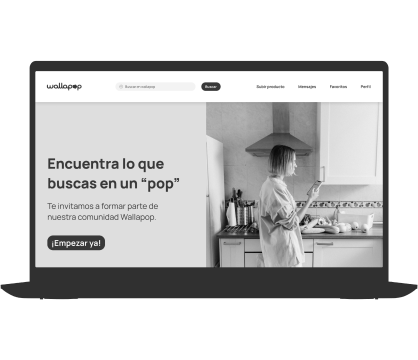 wallapop
Buscar en wallapop
Buscar
Subir producto
Mensajes
Favoritos
Perfil
Encuentra lo que
buscas en un “pop”
Te invitamos a formar parte de
nuestra comunidad Wallapop.
¡Empezar ya!